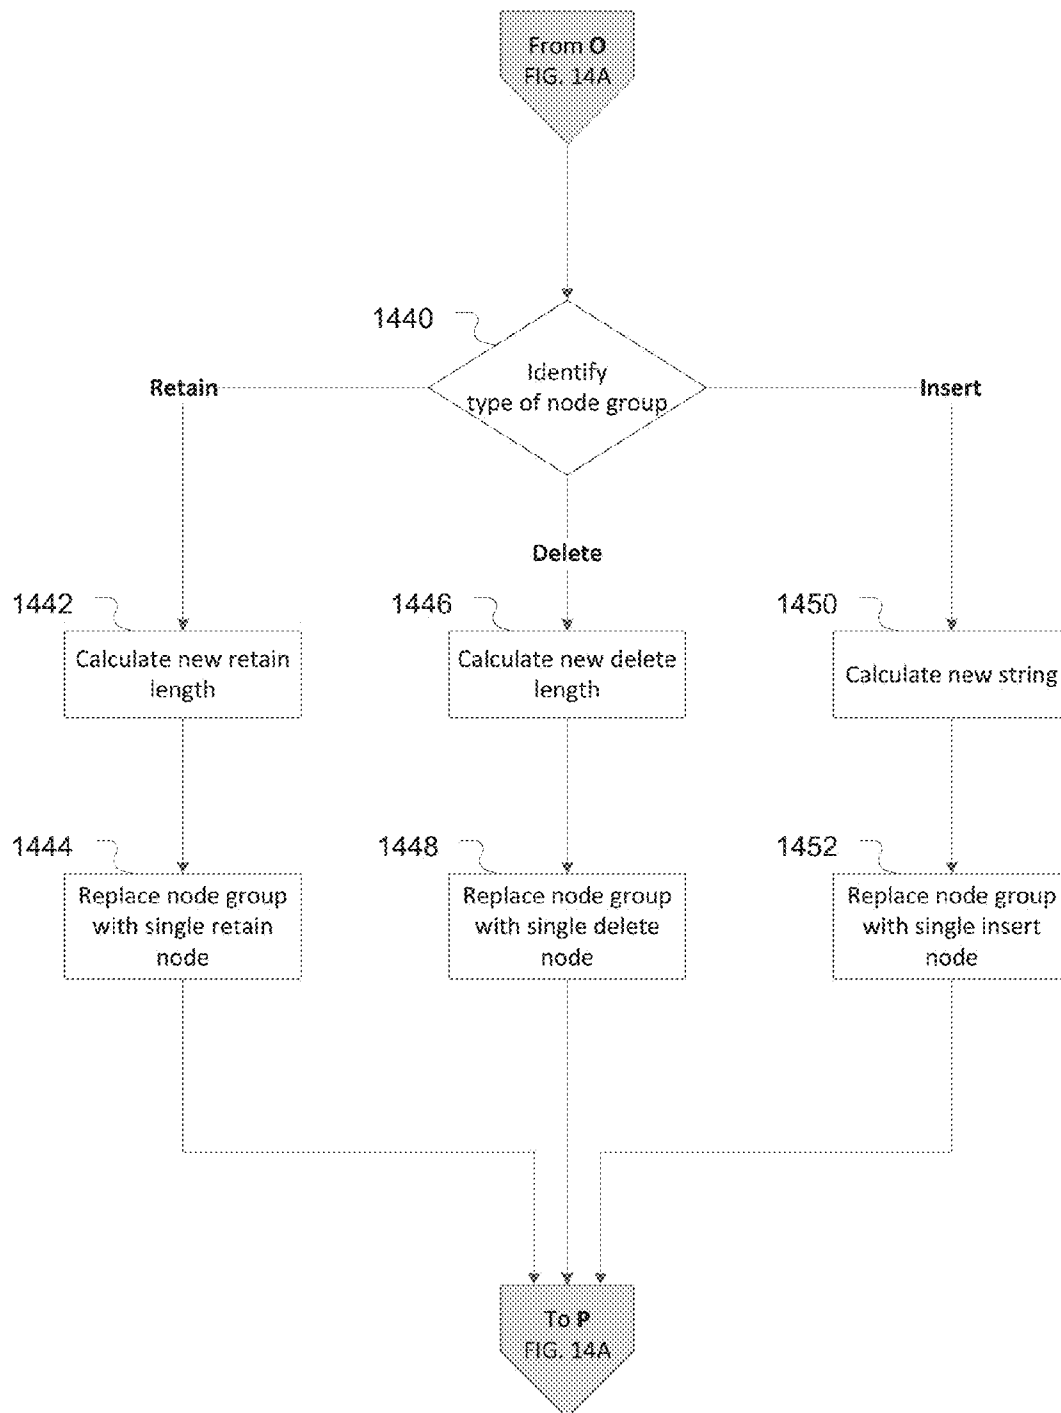 From O
FIG. 14A
1440
Identify
type of node group
Retain
Insert
Delete
1442
1446
1450
Calculate new retain
length
Calculate new delete
length
Calculate new string
1444
1448
1452
Replace node group
with single retain
node
Replace node group
with single delete
node
Replace node group
with single insert
node
To P
FIG. 14A